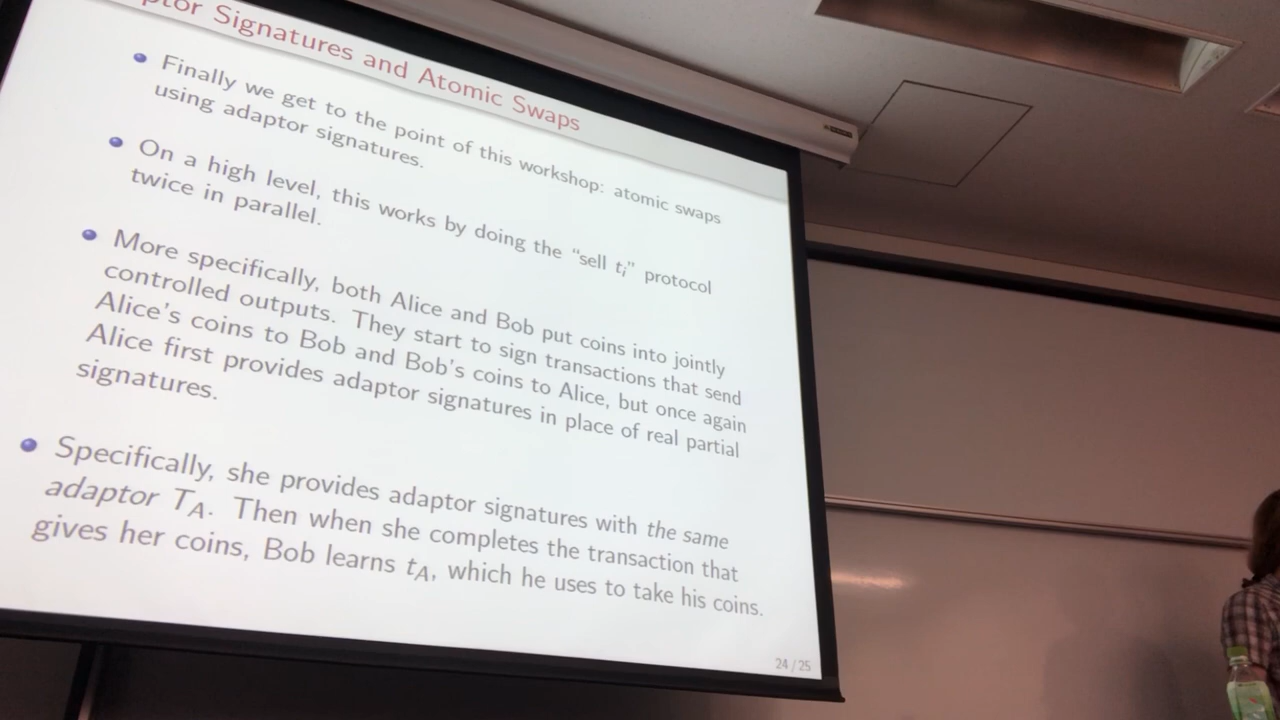 Signatures and Atomic Swaps
Finally we get to the point of this workshop: atomic swaps
using adaptor signatures.
On a high level, this works by doing the “sell tᵢ” protocol
twice in parallel.
More specifically, both Alice and Bob put coins into jointly
controlled outputs. They start to sign transactions that send
Alice's coins to Bob and Bob's coins to Alice, but once again
Alice first provides adaptor signatures in place of real partial
signatures.
Specifically, she provides adaptor signatures with the same
adaptor T_A. Then when she completes the transaction that
gives her coins, Bob learns t_A, which he uses to take his coins.
24 / 25